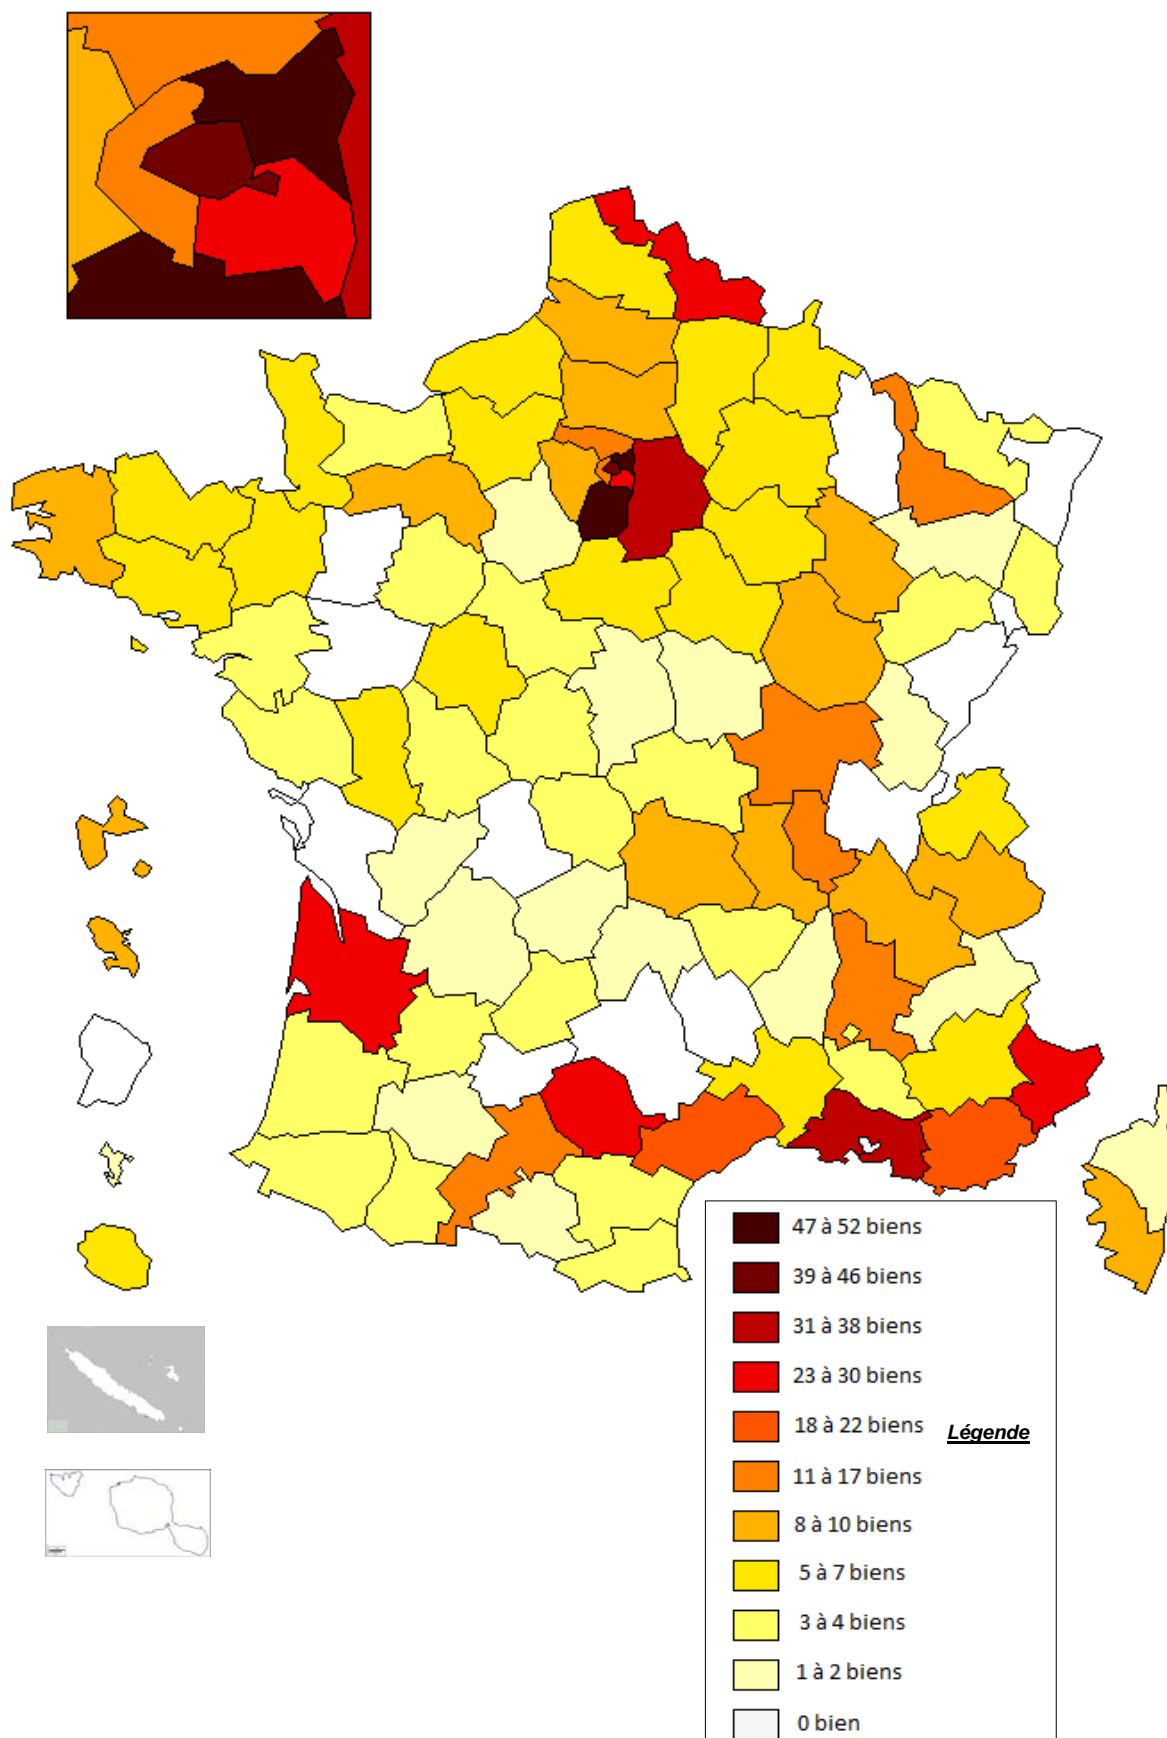 47 à 52 biens
39 à 46 biens
31 à 38 biens
23 à 30 biens
18 à 22 biens
Légende
11 à 17 biens
8 à 10 biens
5 à 7 biens
3 à 4 biens
1 à 2 biens
0 bien